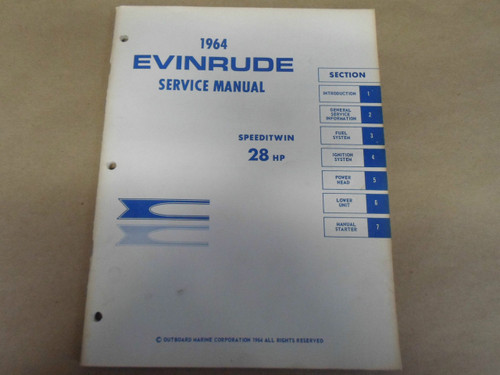 1964
EVINRUDE
SERVICE MANUAL
SPEEDITWIN
28 HP
SECTION
INTRODUCTION 1
GENERAL
SERVICE
INFORMATION 2
FUEL
SYSTEM 3
IGNITION
SYSTEM 4
POWER
HEAD 5
LOWER
UNIT 6
MANUAL
STARTER 7
© OUTBOARD MARINE CORPORATION 1964 ALL RIGHTS RESERVED